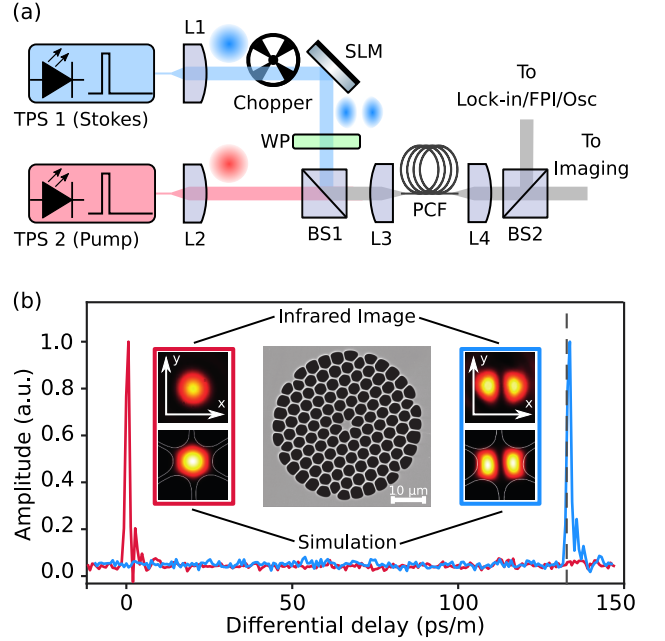 (a)
L1
SLM
Chopper
To
Lock-in/FPI/Osc
TPS 1 (Stokes)
WP
To
Imaging
TPS 2 (Pump)
L2
BS1
L3
PCF
L4
BS2
(b)
Infrared Image
y
x
y
x
10 μm
Simulation
Amplitude (a.u.)
1.0
0.8
0.6
0.4
0.2
0.0
0
50
100
150
Differential delay (ps/m)